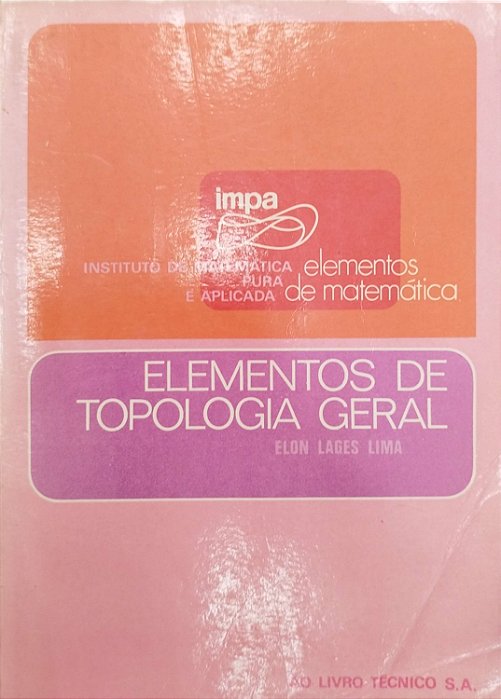 impa
INSTITUTO DE MATEMÁTICA
PURA
E APLICADA
elementos
de matemática
ELEMENTOS DE
TOPOLOGIA GERAL
ELON LAGES LIMA
AO LIVRO TÉCNICO S.A.